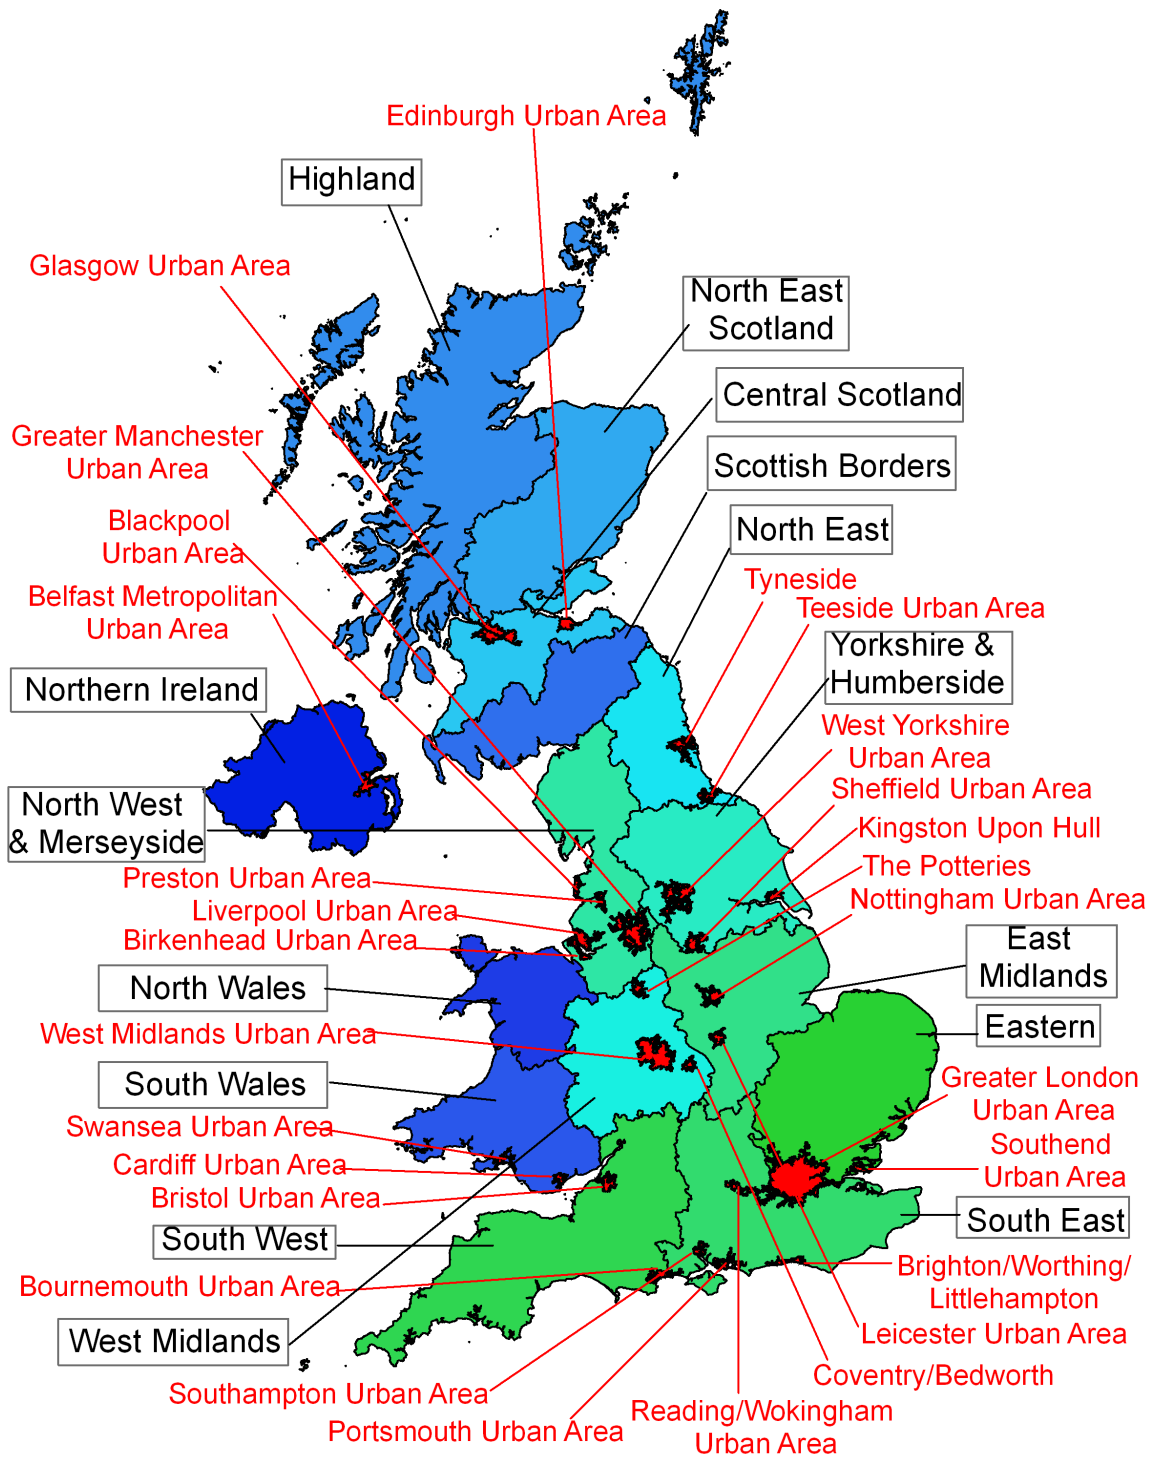 Edinburgh Urban Area
Highland
Glasgow Urban Area
North East
Scotland
Central Scotland
Greater Manchester
Urban Area
Scottish Borders
Blackpool
Urban Area
North East
Tyneside
Belfast Metropolitan
Urban Area
Teeside Urban Area
Yorkshire &
Humberside
Northern Ireland
West Yorkshire
Urban Area
Sheffield Urban Area
North West
& Merseyside
Kingston Upon Hull
The Potteries
Preston Urban Area
Nottingham Urban Area
Liverpool Urban Area
Birkenhead Urban Area
East
Midlands
North Wales
Eastern
West Midlands Urban Area
South Wales
Greater London
Urban Area
Swansea Urban Area
Southend
Urban Area
Cardiff Urban Area
Bristol Urban Area
South East
South West
Brighton/Worthing/
Littlehampton
Bournemouth Urban Area
Leicester Urban Area
West Midlands
Coventry/Bedworth
Southampton Urban Area
Reading/Wokingham
Urban Area
Portsmouth Urban Area